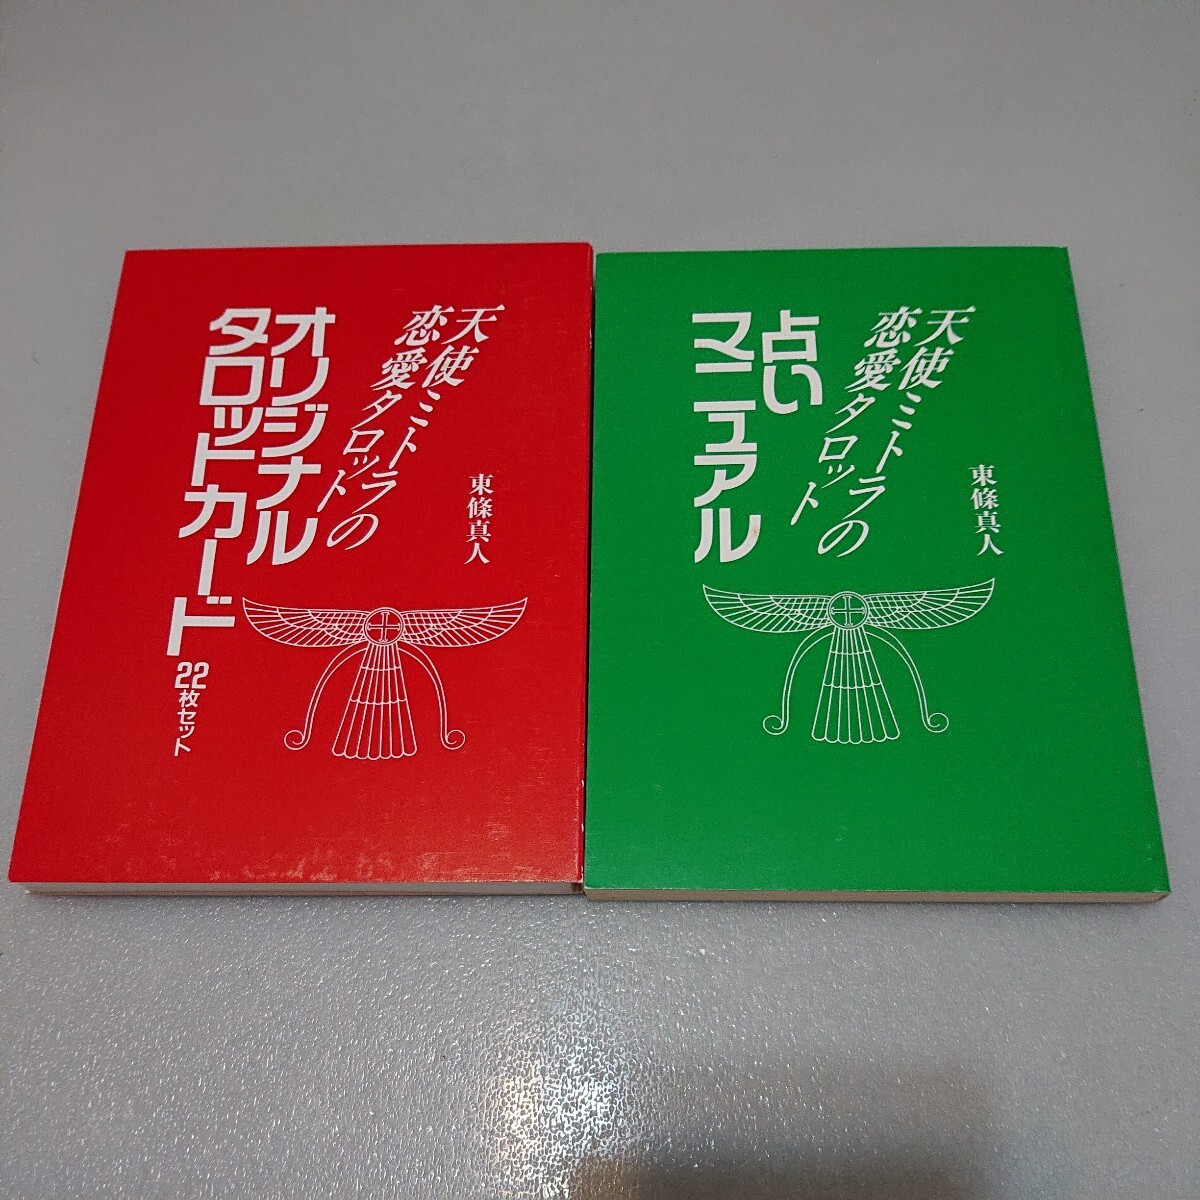 天使ミトラの
恋愛タロットの
オリジナル
タロットカード
22枚セット
東條真人
天使ミトラの
恋愛タロット
占い
マニュアル
東條真人